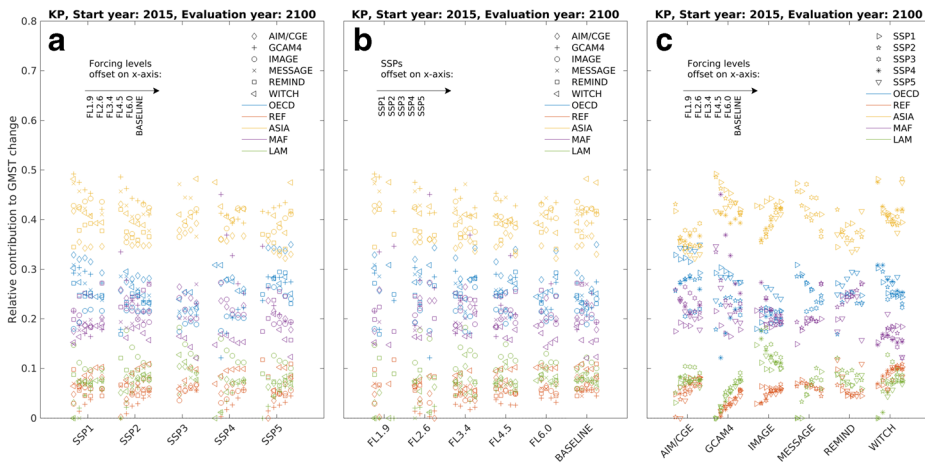 KP, Start year: 2015, Evaluation year: 2100
a
AIM/CGE
GCAM4
IMAGE
MESSAGE
REMIND
WITCH
OECD
REF
ASIA
MAF
LAM
Forcing levels
offset on x-axis:
FL1.9
FL2.6
FL3.4
FL4.5
FL6.0
BASELINE
Relative contribution to GMST change
0.8
0.7
0.6
0.5
0.4
0.3
0.2
0.1
0
SSP1
SSP2
SSP3
SSP4
SSP5
KP, Start year: 2015, Evaluation year: 2100
b
AIM/CGE
GCAM4
IMAGE
MESSAGE
REMIND
WITCH
OECD
REF
ASIA
MAF
LAM
SSPs
offset on x-axis:
SSP1
SSP2
SSP3
SSP4
SSP5
FL1.9
FL2.6
FL3.4
FL4.5
FL6.0
BASELINE
KP, Start year: 2015, Evaluation year: 2100
c
SSP1
SSP2
SSP3
SSP4
SSP5
OECD
REF
ASIA
MAF
LAM
Forcing levels
offset on x-axis:
FL1.9
FL2.6
FL3.4
FL4.5
FL6.0
BASELINE
AIM/CGE
GCAM4
IMAGE
MESSAGE
REMIND
WITCH